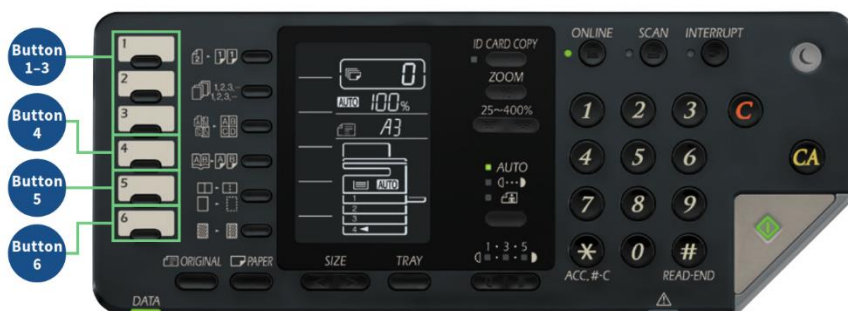 Button
1-3
Button
4
Button
5
Button
6
1
2
3
4
5
6
2
1,2,3,~
1,2,3,~
A B
C D
A B
A B
ORIGINAL
PAPER
DATA
0
AUTO 100%
A3
AUTO
1
2
3
4
SIZE
TRAY
ID CARD COPY
ZOOM
25~400%
AUTO
1 • 3 • 5
ONLINE
SCAN
INTERRUPT
1
2
3
C
4
5
6
CA
7
8
9
*
0
#
ACC.#-C
READ-END